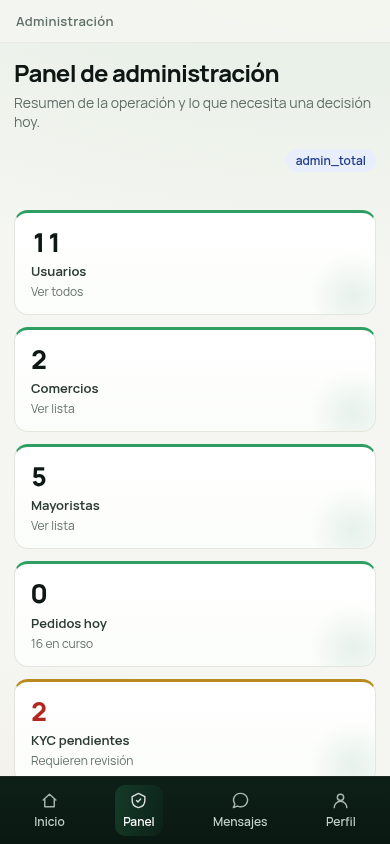 Administración
Panel de administración
Resumen de la operación y lo que necesita una decisión
hoy.
admin_total
11
Usuarios
Ver todos
2
Comercios
Ver lista
5
Mayoristas
Ver lista
0
Pedidos hoy
16 en curso
2
KYC pendientes
Requieren revisión
Inicio
Panel
Mensajes
Perfil